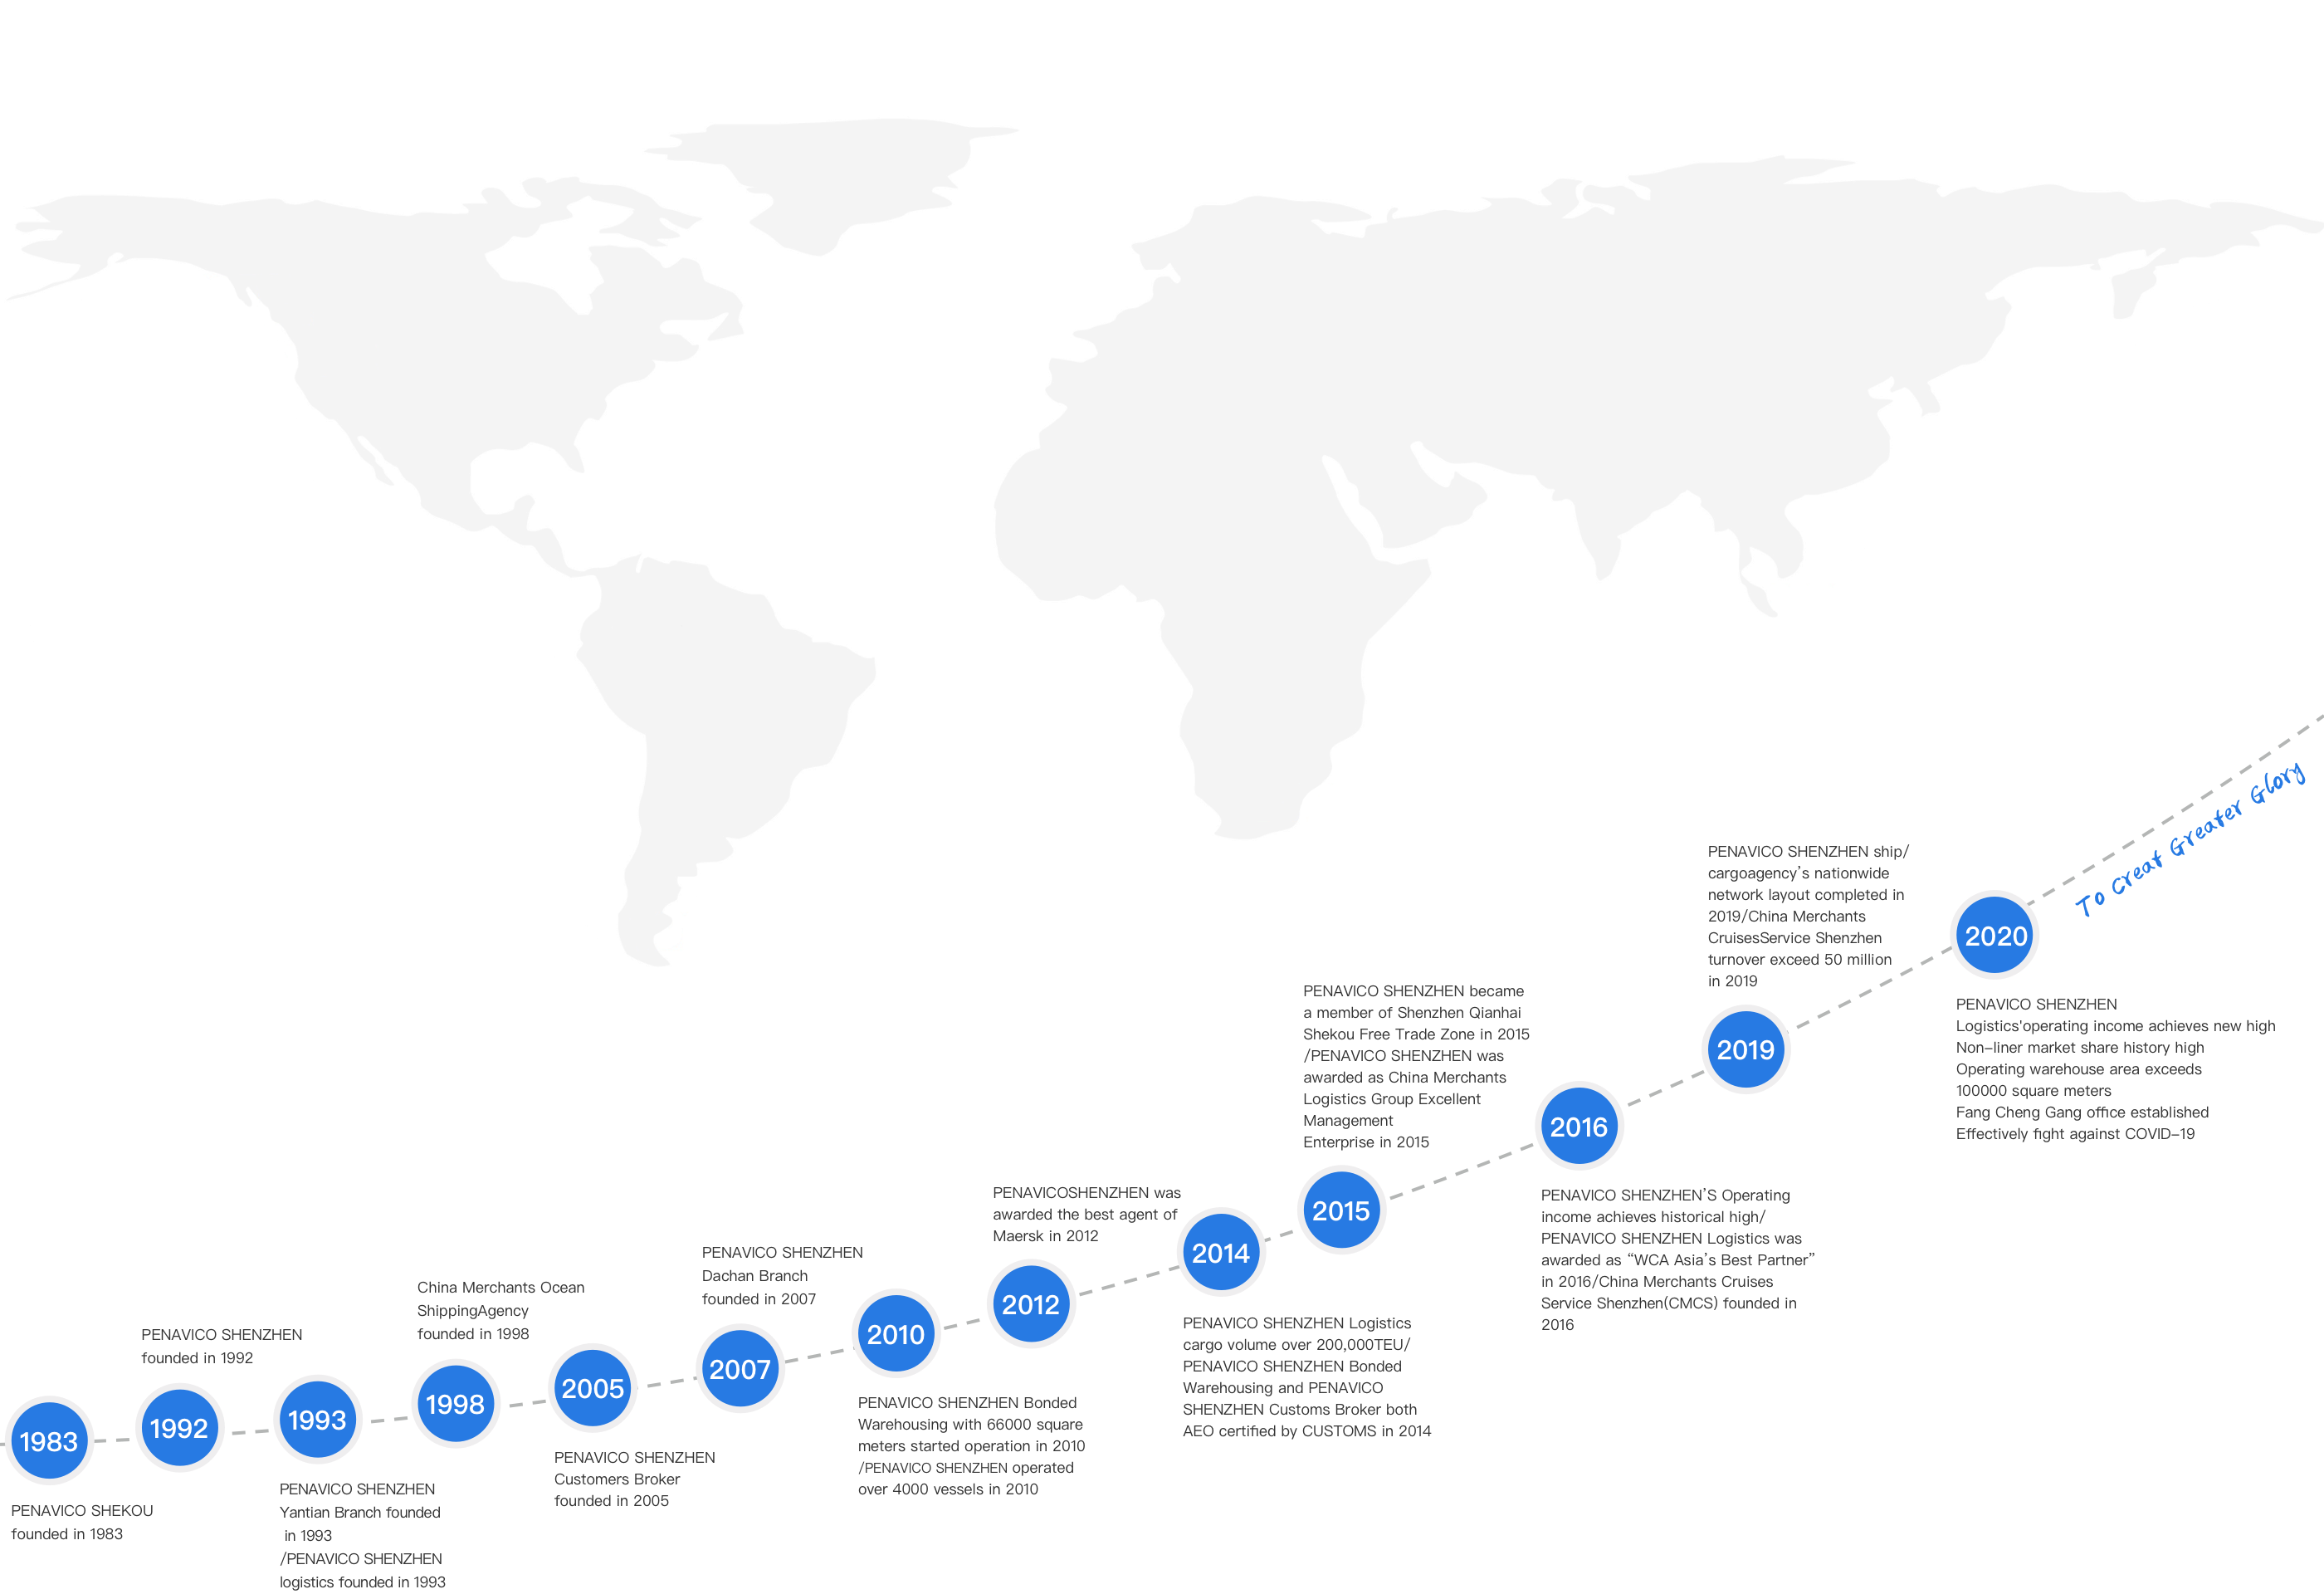 1983
PENAVICO SHEKOU
founded in 1983
PENAVICO SHENZHEN
founded in 1992
1992
1993
PENAVICO SHENZHEN
Yantian Branch founded
in 1993
/PENAVICO SHENZHEN
logistics founded in 1993
China Merchants Ocean
ShippingAgency
founded in 1998
1998
2005
PENAVICO SHENZHEN
Customers Broker
founded in 2005
PENAVICO SHENZHEN
Dachan Branch
founded in 2007
2007
2010
PENAVICO SHENZHEN Bonded
Warehousing with 66000 square
meters started operation in 2010
/PENAVICO SHENZHEN operated
over 4000 vessels in 2010
PENAVICOSHENZHEN was
awarded the best agent of
Maersk in 2012
2012
2014
PENAVICO SHENZHEN Logistics
cargo volume over 200,000TEU/
PENAVICO SHENZHEN Bonded
Warehousing and PENAVICO
SHENZHEN Customs Broker both
AEO certified by CUSTOMS in 2014
PENAVICO SHENZHEN became
a member of Shenzhen Qianhai
Shekou Free Trade Zone in 2015
/PENAVICO SHENZHEN was
awarded as China Merchants
Logistics Group Excellent
Management
Enterprise in 2015
2015
2016
PENAVICO SHENZHEN’S Operating
income achieves historical high/
PENAVICO SHENZHEN Logistics was
awarded as “WCA Asia’s Best Partner”
in 2016/China Merchants Cruises
Service Shenzhen(CMCS) founded in
2016
PENAVICO SHENZHEN ship/
cargoagency’s nationwide
network layout completed in
2019/China Merchants
CruisesService Shenzhen
turnover exceed 50 million
in 2019
2019
2020
PENAVICO SHENZHEN
Logistics'operating income achieves new high
Non-liner market share history high
Operating warehouse area exceeds
100000 square meters
Fang Cheng Gang office established
Effectively fight against COVID-19
To Creat Greater Glory